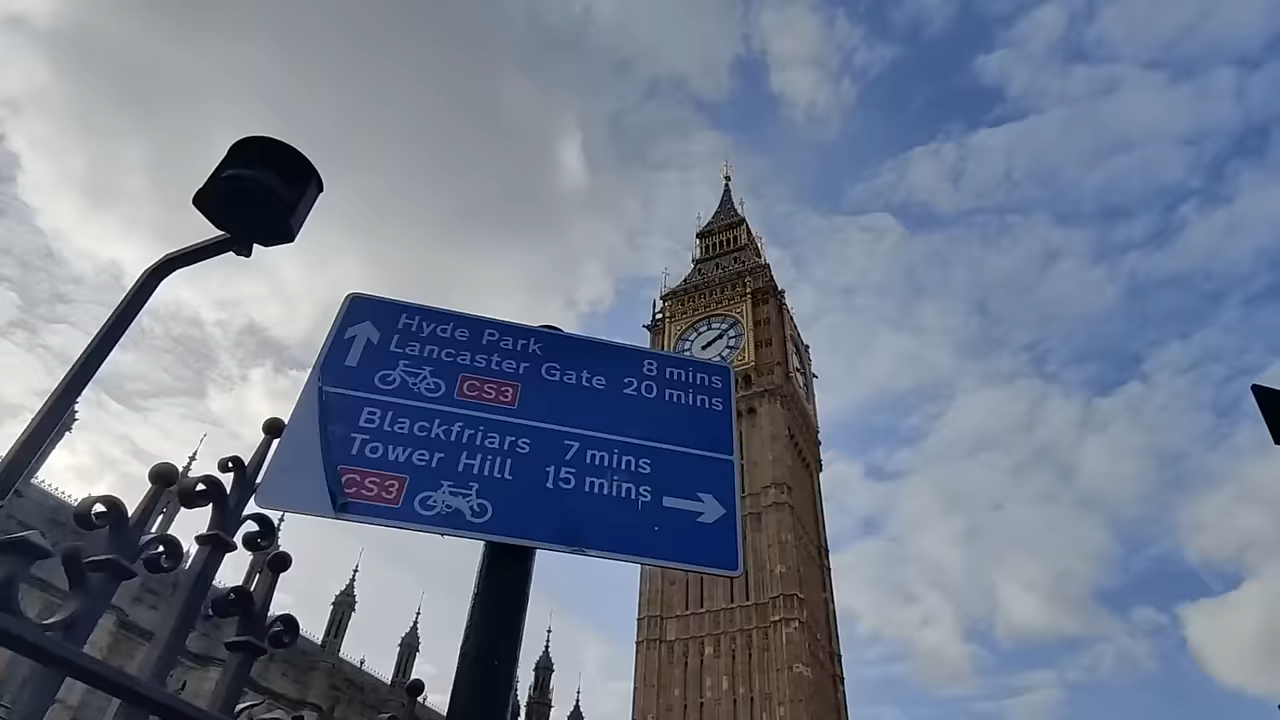 Hyde Park 8 mins
Lancaster Gate 20 mins
CS3
Blackfriars 7 mins
Tower Hill 15 mins
CS3